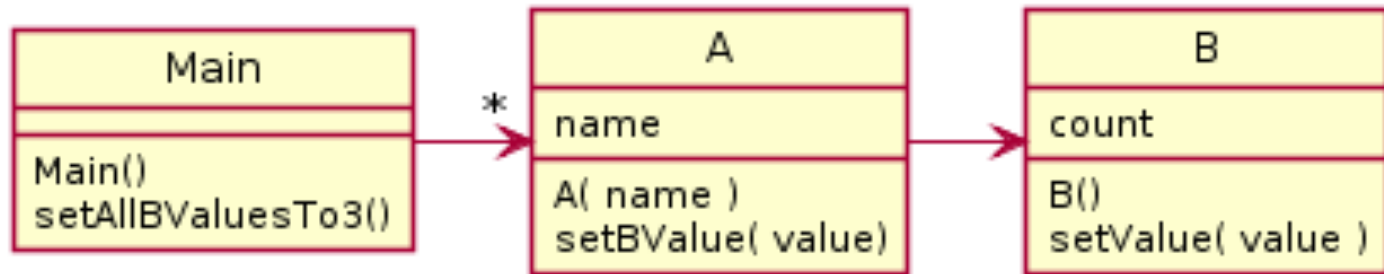 Main
Main()
setAllBValuesTo3()
*
A
name
A( name )
setBValue( value)
B
count
B()
setValue( value )